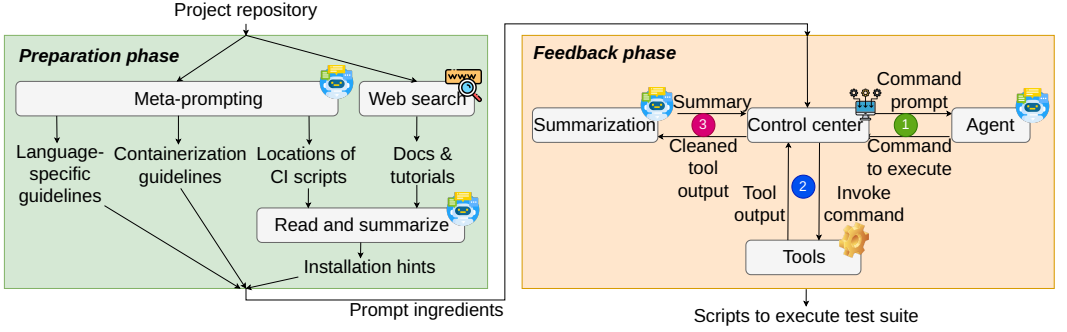 Project repository
Preparation phase
Meta-prompting
Web search
www
Language-
specific
guidelines
Containerization
guidelines
Locations of
CI scripts
Docs &
tutorials
Read and summarize
Installation hints
Prompt ingredients
Feedback phase
Summarization
Summary
3
Cleaned
tool
output
Control center
Command
prompt
1
Command
to execute
Agent
Tool
output
2
Invoke
command
Tools
Scripts to execute test suite